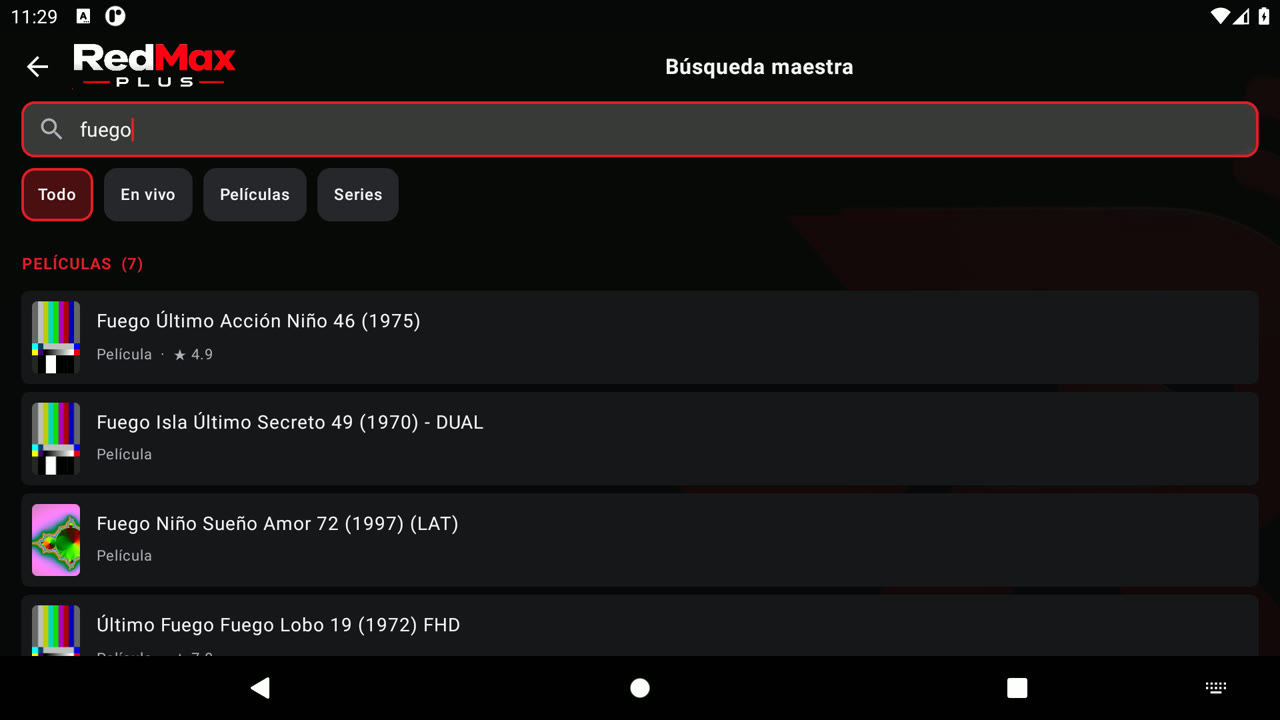 11:29
RedMax
PLUS
Búsqueda maestra
fuego
Todo
En vivo
Películas
Series
PELÍCULAS (7)
Fuego Último Acción Niño 46 (1975)
Película · ★ 4.9
Fuego Isla Último Secreto 49 (1970) - DUAL
Película
Fuego Niño Sueño Amor 72 (1997) (LAT)
Película
Último Fuego Fuego Lobo 19 (1972) FHD